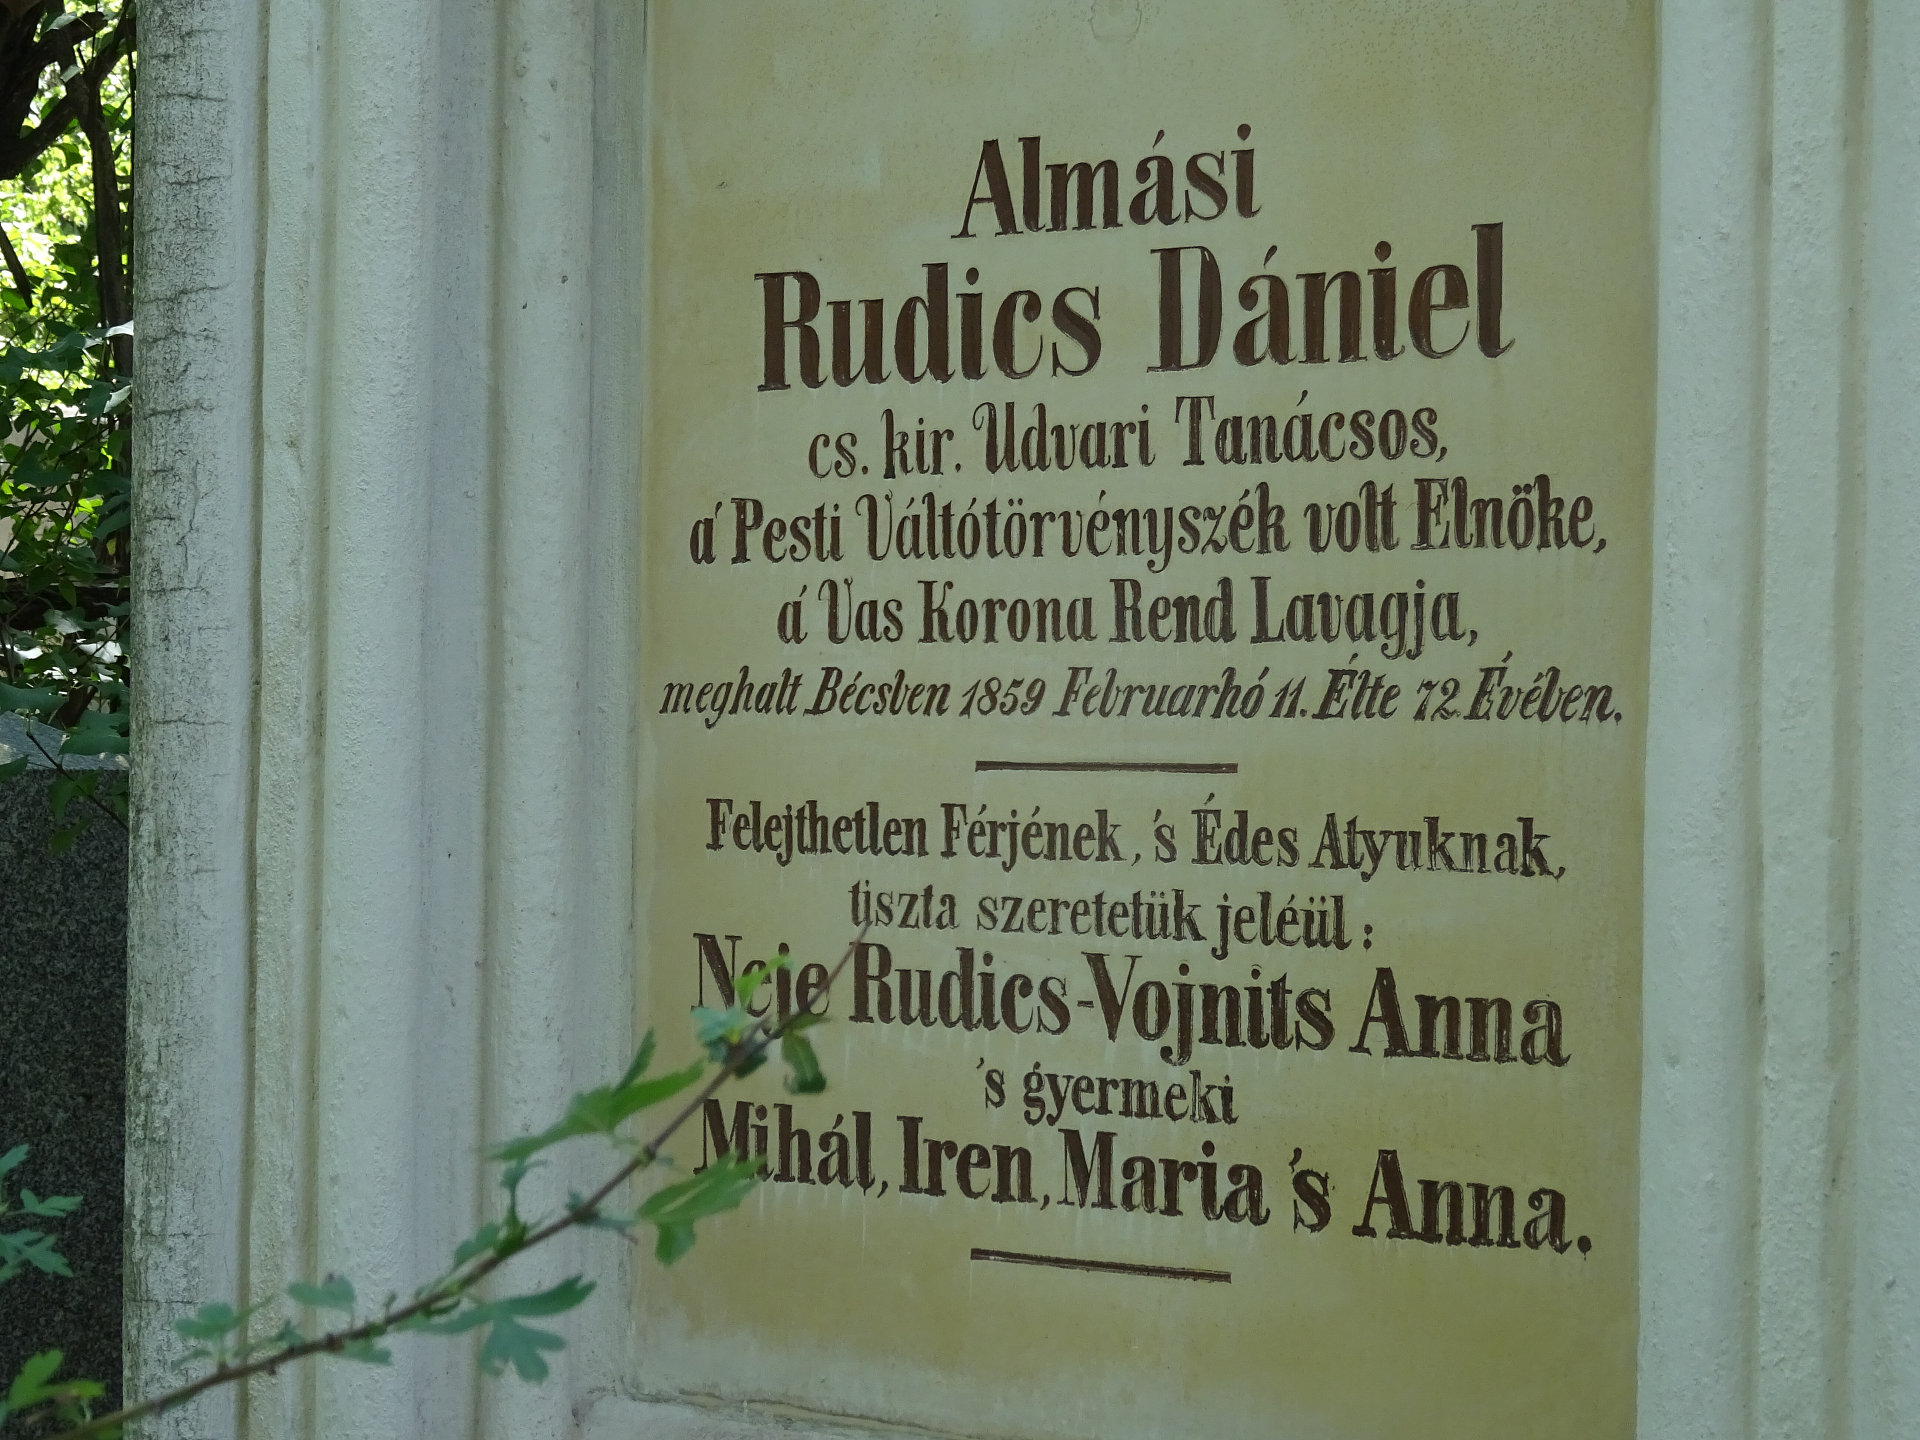 Almási
Rudics Dániel
cs. kir. Udvari Tanácsos,
a' Pesti Váltótörvényszék volt Elnöke,
a' Vas Korona Rend Lavagja,
meghalt Bécsben 1859 Februarhó 11. Élte 72 Évében.
Felejthetlen Férjének, 's Édes Atyuknak,
tiszta szeretetük jeléül:
Neje Rudics-Vojnits Anna
's gyermeki
Mihál, Iren, Maria 's Anna.